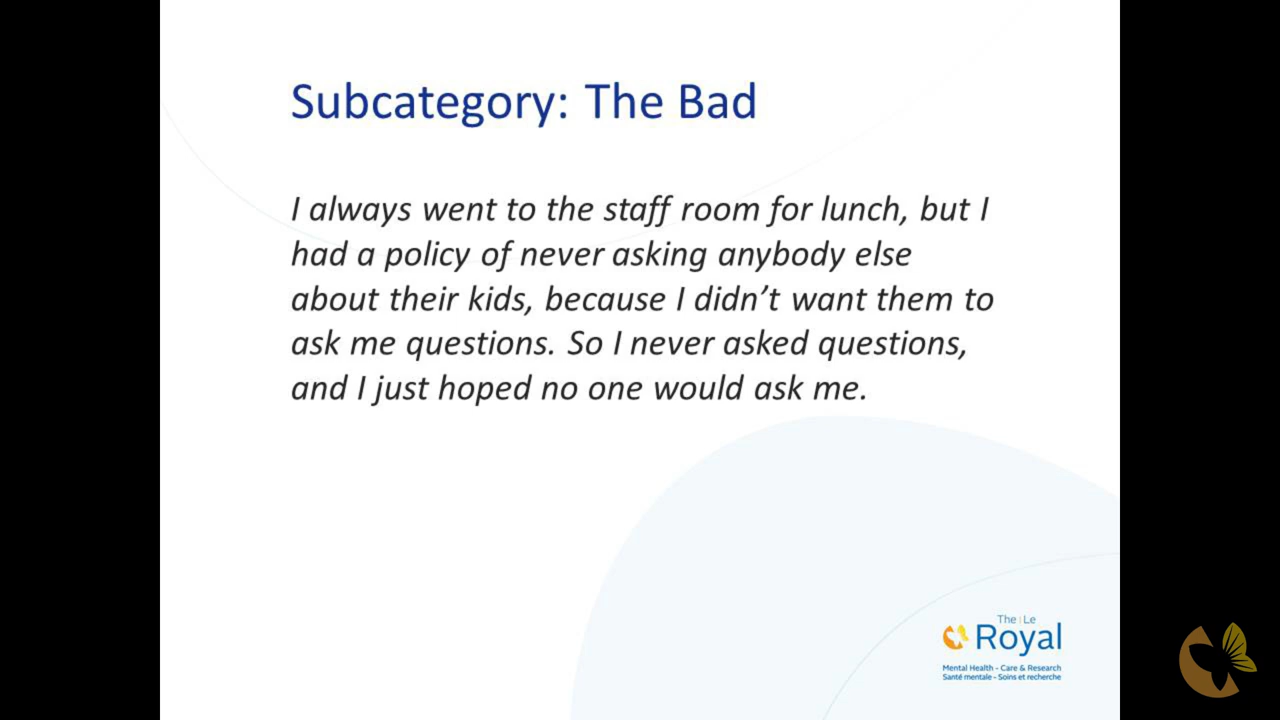 Subcategory: The Bad
I always went to the staff room for lunch, but I
had a policy of never asking anybody else
about their kids, because I didn’t want them to
ask me questions. So I never asked questions,
and I just hoped no one would ask me.
The | Le
Royal
Mental Health - Care & Research
Santé mentale - Soins et recherche